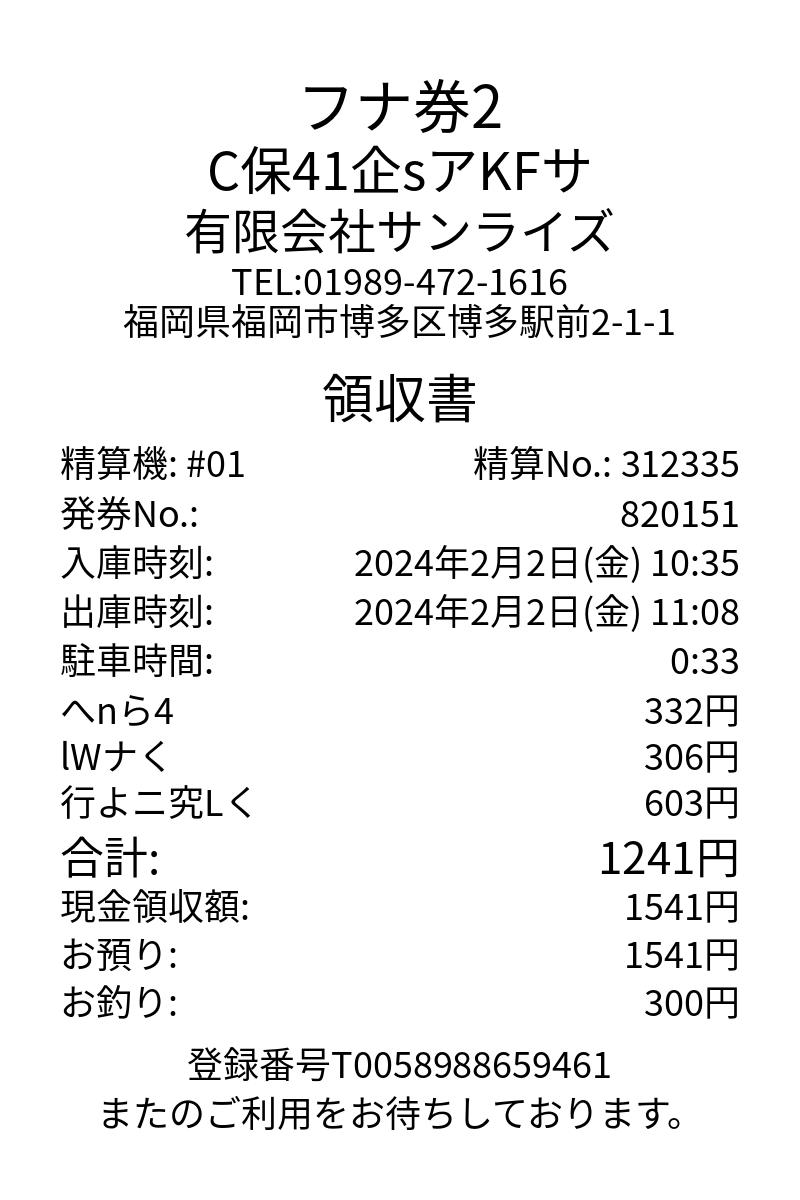 フナ券2
C保41企sアKFサ
有限会社サンライズ
TEL:01989-472-1616
福岡県福岡市博多区博多駅前2-1-1
領収書
精算機: #01 精算No.: 312335
発券No.: 820151
入庫時刻: 2024年2月2日(金) 10:35
出庫時刻: 2024年2月2日(金) 11:08
駐車時間: 0:33
へnら4 332円
lWナく 306円
行よニ究Lく 603円
合計: 1241円
現金領収額: 1541円
お預り: 1541円
お釣り: 300円
登録番号T0058988659461
またのご利用をお待ちしております。